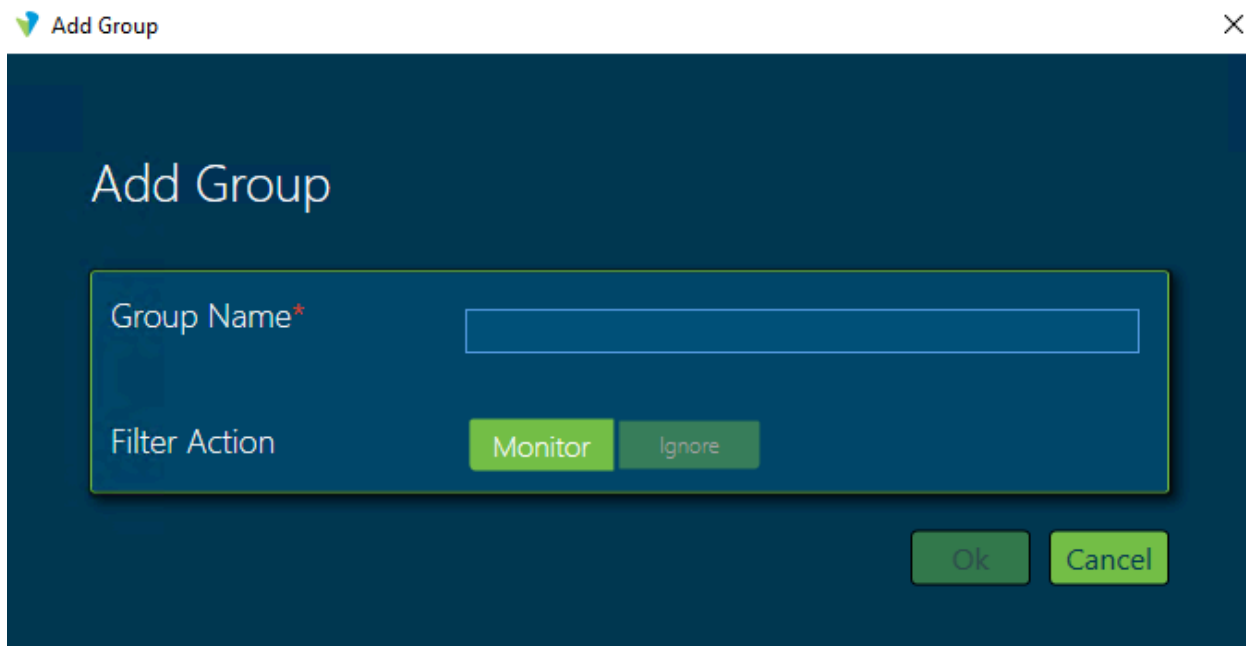 Add Group
Add Group
Group Name*
Filter Action
Monitor Ignore
Ok Cancel